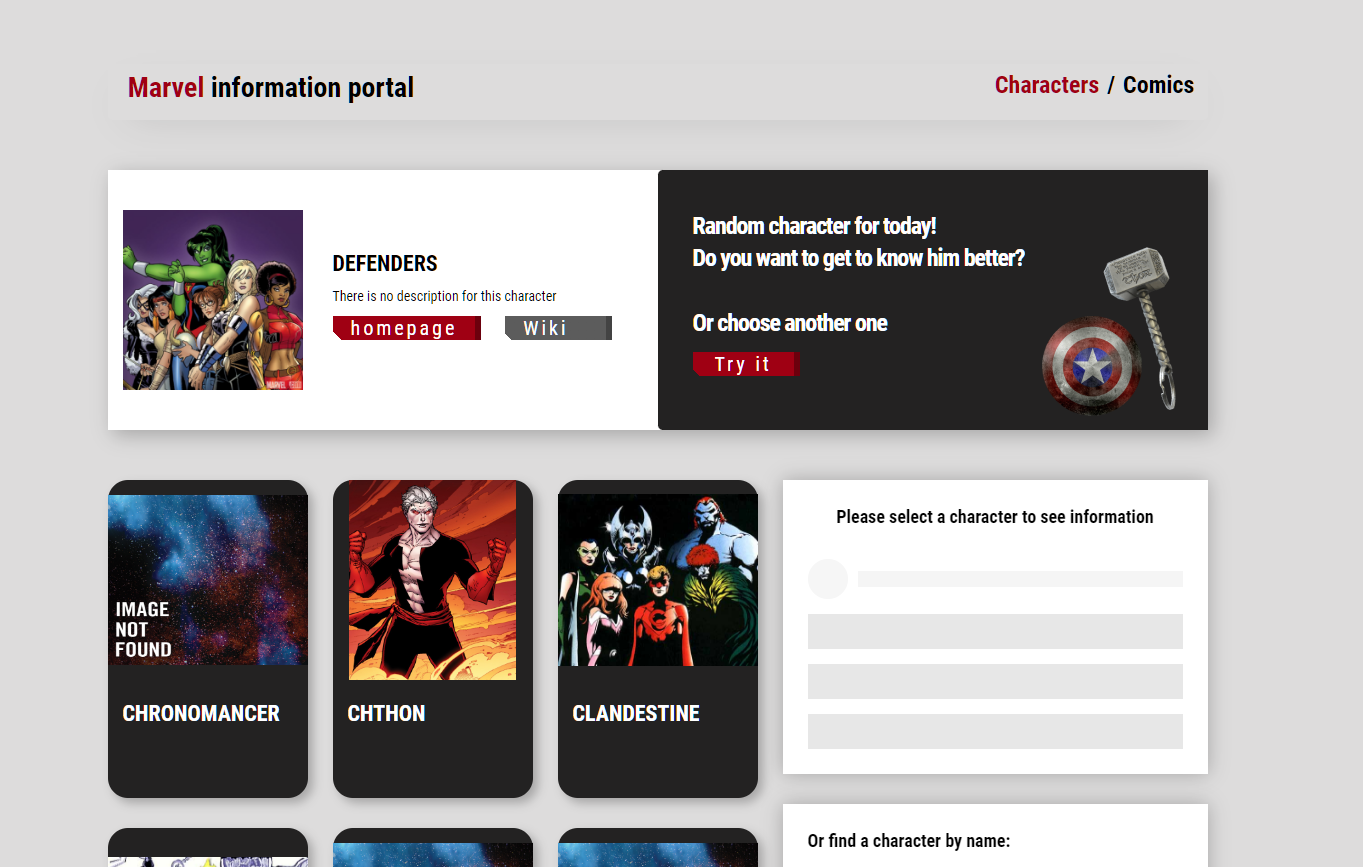 Marvel information portal
Characters / Comics
DEFENDERS
There is no description for this character
homepage
Wiki
Random character for today!
Do you want to get to know him better?
Or choose another one
Try it
IMAGE
NOT
FOUND
CHRONOMANCER
CHTHON
CLANDESTINE
Please select a character to see information
Or find a character by name: